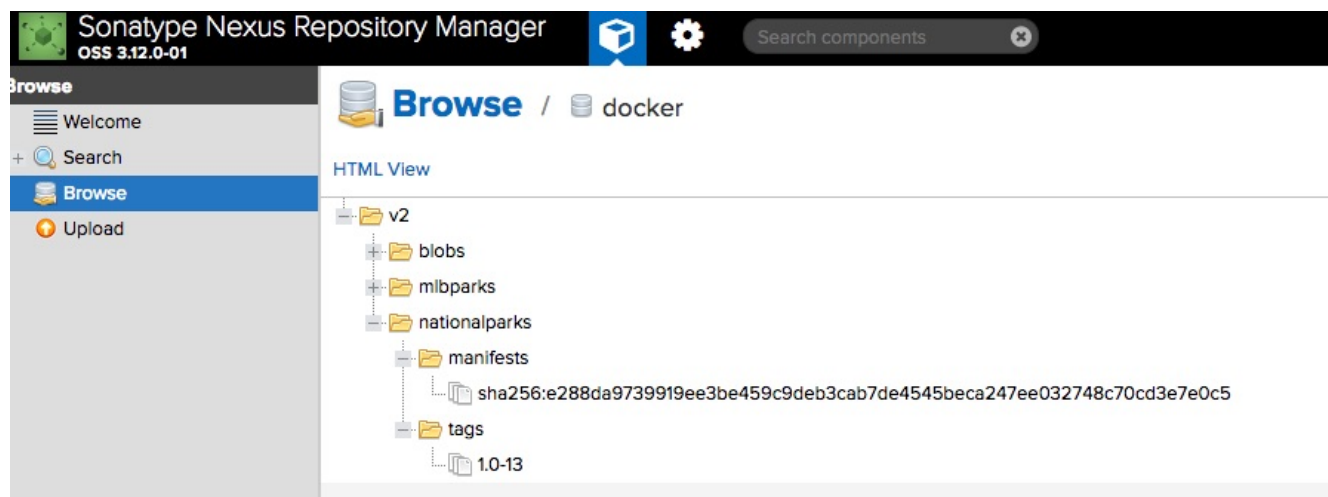 Sonatype Nexus Repository Manager
OSS 3.12.0-01
Search components
Browse
Welcome
Search
Browse
Upload
Browse / docker
HTML View
v2
blobs
mlbparks
nationalparks
manifests
sha256:e288da9739919ee3be459c9deb3cab7de4545beca247ee032748c70cd3e7e0c5
tags
1.0-13